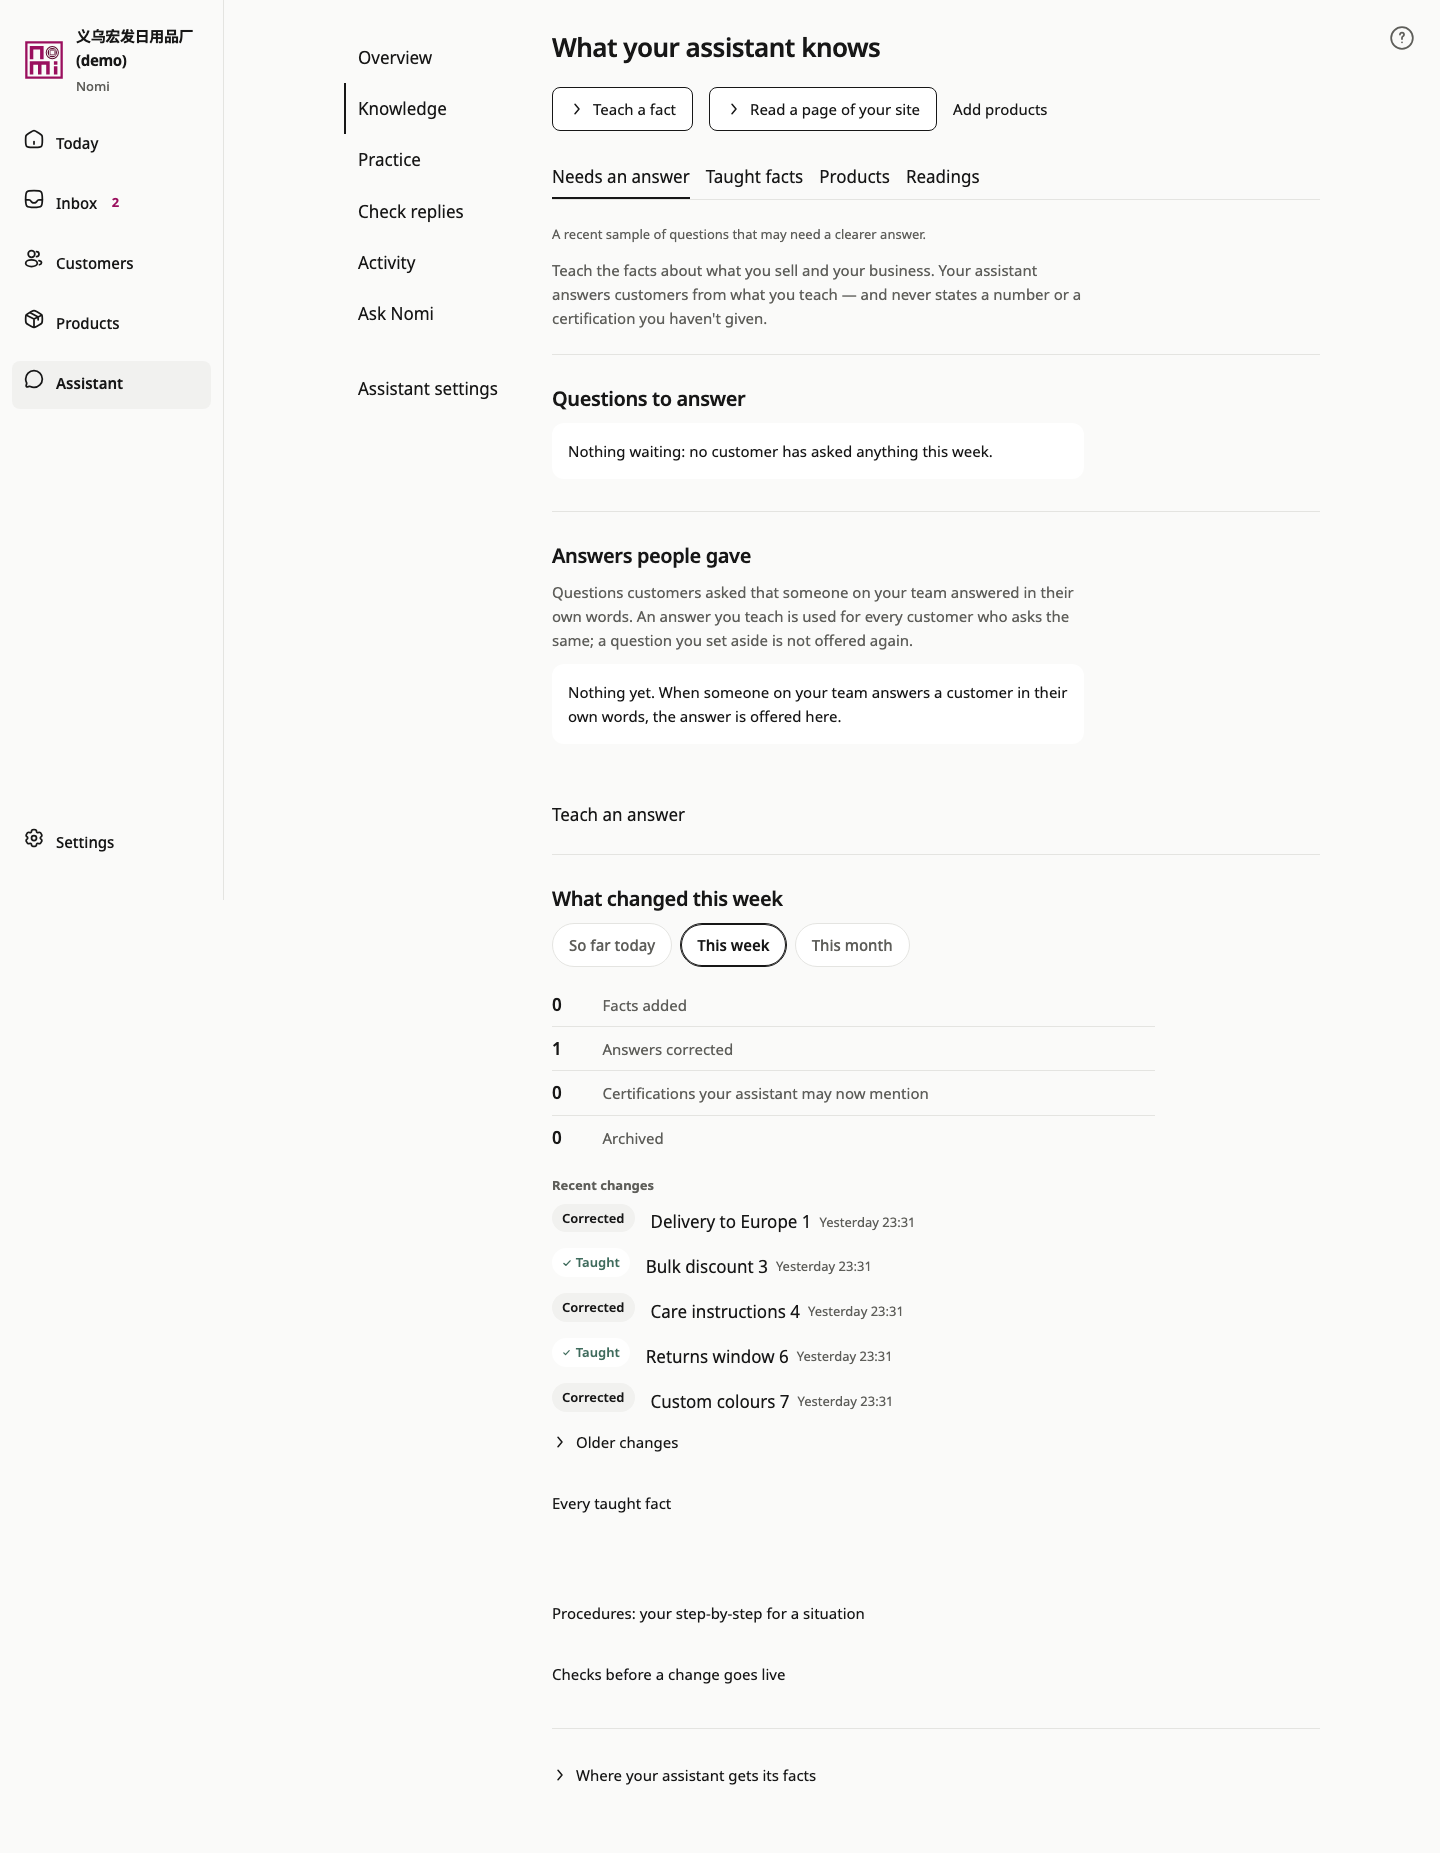 义乌宏发日用品厂
(demo)
Nomi
Today
Inbox 2
Customers
Products
Assistant
Settings
Overview
Knowledge
Practice
Check replies
Activity
Ask Nomi
Assistant settings
What your assistant knows
Teach a fact
Read a page of your site
Add products
Needs an answer
Taught facts
Products
Readings
A recent sample of questions that may need a clearer answer.
Teach the facts about what you sell and your business. Your assistant
answers customers from what you teach — and never states a number or a
certification you haven't given.
Questions to answer
Nothing waiting: no customer has asked anything this week.
Answers people gave
Questions customers asked that someone on your team answered in their
own words. An answer you teach is used for every customer who asks the
same; a question you set aside is not offered again.
Nothing yet. When someone on your team answers a customer in their
own words, the answer is offered here.
Teach an answer
What changed this week
So far today
This week
This month
0 Facts added
1 Answers corrected
0 Certifications your assistant may now mention
0 Archived
Recent changes
Corrected Delivery to Europe 1 Yesterday 23:31
Taught Bulk discount 3 Yesterday 23:31
Corrected Care instructions 4 Yesterday 23:31
Taught Returns window 6 Yesterday 23:31
Corrected Custom colours 7 Yesterday 23:31
Older changes
Every taught fact
Procedures: your step-by-step for a situation
Checks before a change goes live
Where your assistant gets its facts